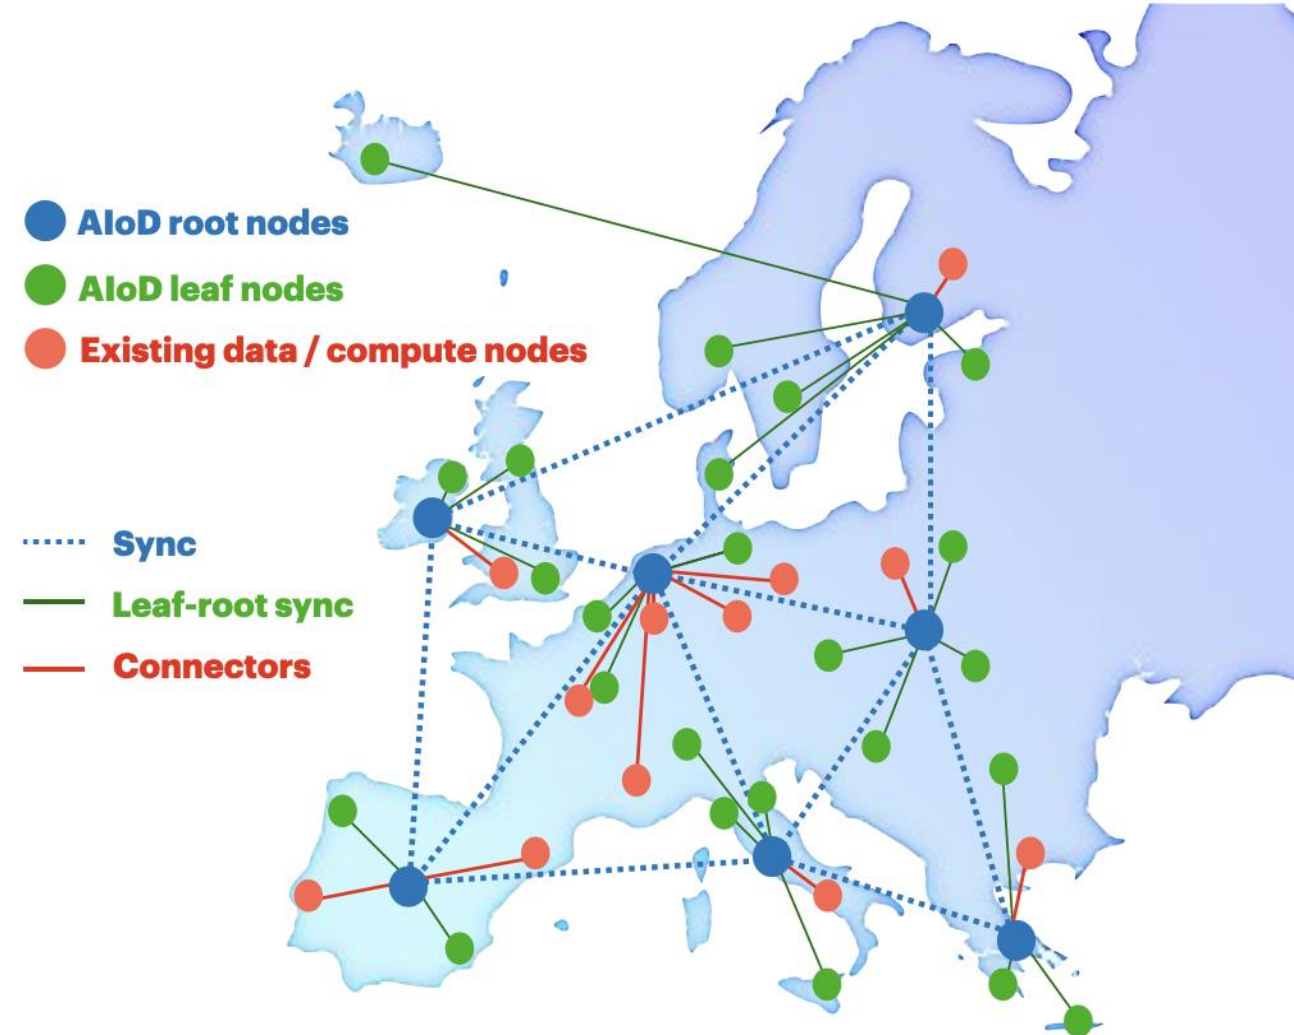 AIoD root nodes
AIoD leaf nodes
Existing data / compute nodes
Sync
Leaf-root sync
Connectors